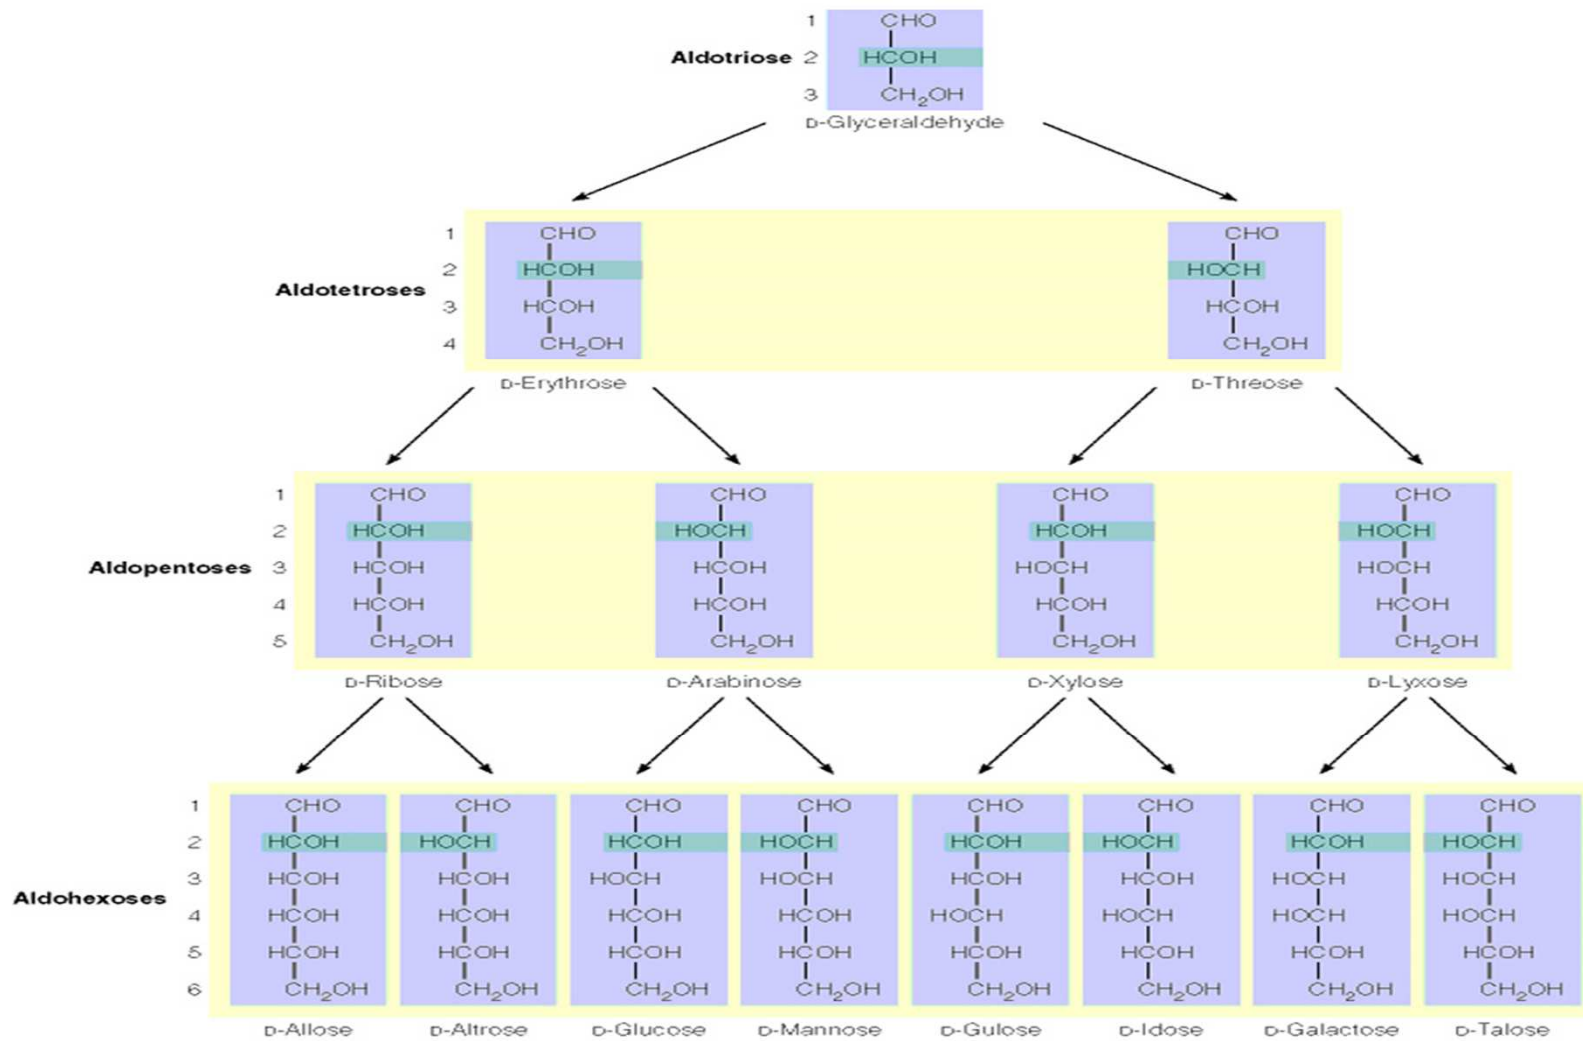 1 CHO
Aldotriose 2 HCOH
3 CH₂OH
D-Glyceraldehyde
1 CHO CHO
2 HCOH HOCH
Aldotetroses
3 HCOH HCOH
4 CH₂OH CH₂OH
D-Erythrose D-Threose
1 CHO CHO CHO CHO
2 HCOH HOCH HCOH HOCH
Aldopentoses 3 HCOH HCOH HOCH HOCH
4 HCOH HCOH HCOH HCOH
5 CH₂OH CH₂OH CH₂OH CH₂OH
D-Ribose D-Arabinose D-Xylose D-Lyxose
1 CHO CHO CHO CHO CHO CHO CHO CHO
2 HCOH HOCH HCOH HOCH HCOH HOCH HCOH HOCH
3 HCOH HCOH HOCH HOCH HCOH HCOH HOCH HOCH
Aldohexoses
4 HCOH HCOH HCOH HCOH HOCH HOCH HOCH HOCH
5 HCOH HCOH HCOH HCOH HCOH HCOH HCOH HCOH
6 CH₂OH CH₂OH CH₂OH CH₂OH CH₂OH CH₂OH CH₂OH CH₂OH
D-Allose D-Altrose D-Glucose D-Mannose D-Gulose D-Idose D-Galactose D-Talose